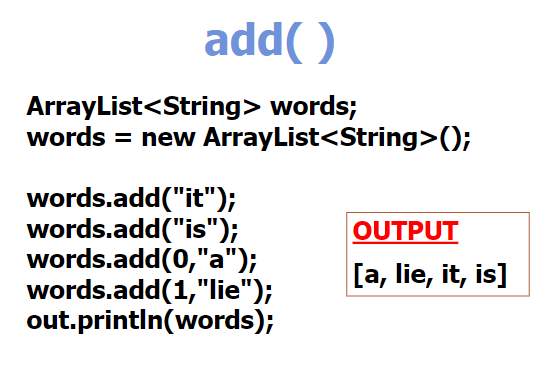 add( )
ArrayList<String> words;
words = new ArrayList<String>();
words.add("it");
words.add("is");
words.add(0,"a");
words.add(1,"lie");
out.println(words);
OUTPUT
[a, lie, it, is]